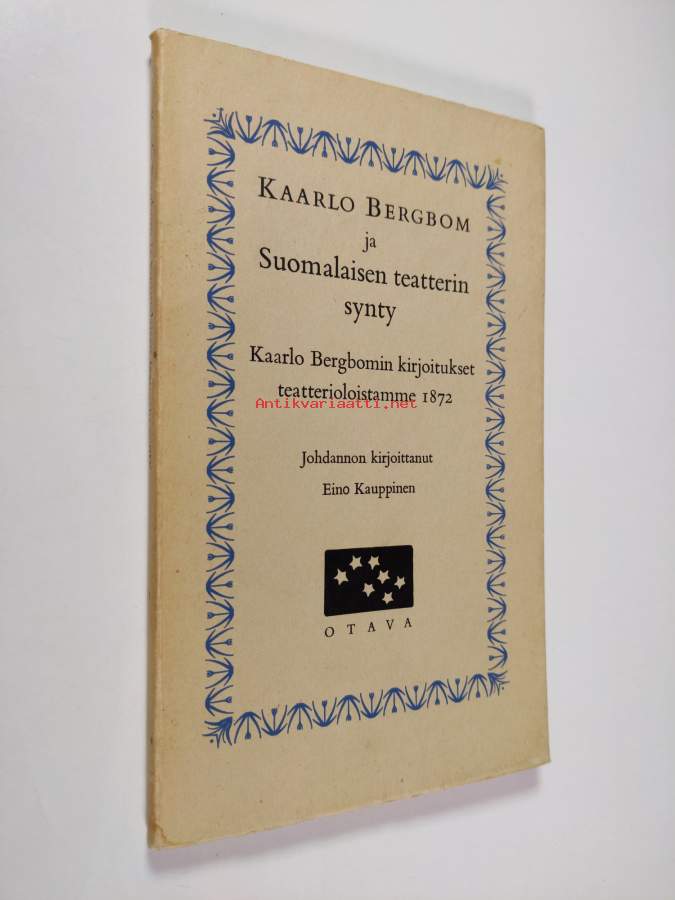 KAARLO BERGBOM
ja
Suomalaisen teatterin
synty
Kaarlo Bergbomin kirjoitukset
teatterioloistamme 1872
Antikvariaatti.net
Johdannon kirjoittanut
Eino Kauppinen
OTAVA